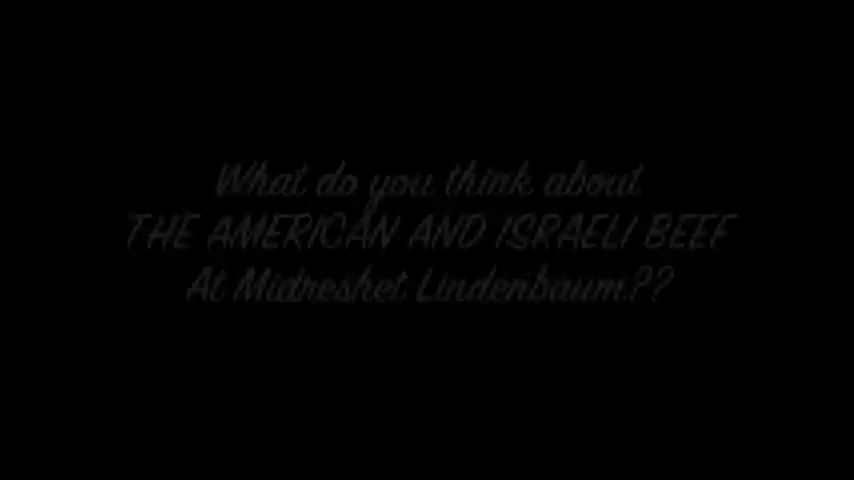 What do you think about
THE AMERICAN AND ISRAELI BEEF
At Midreshet Lindenbaum??